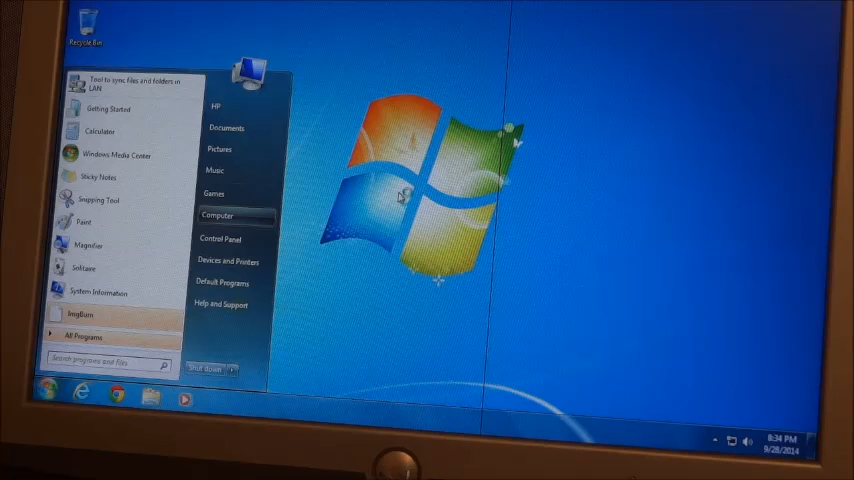 Recycle Bin
Tool to sync files and folders in
LAN
Getting Started
Calculator
Windows Media Center
Sticky Notes
Snipping Tool
Paint
Magnifier
Solitaire
System Information
ImgBurn
All Programs
Search programs and files
HP
Documents
Pictures
Music
Games
Computer
Control Panel
Devices and Printers
Default Programs
Help and Support
Shut down
8:34 PM
9/28/2014